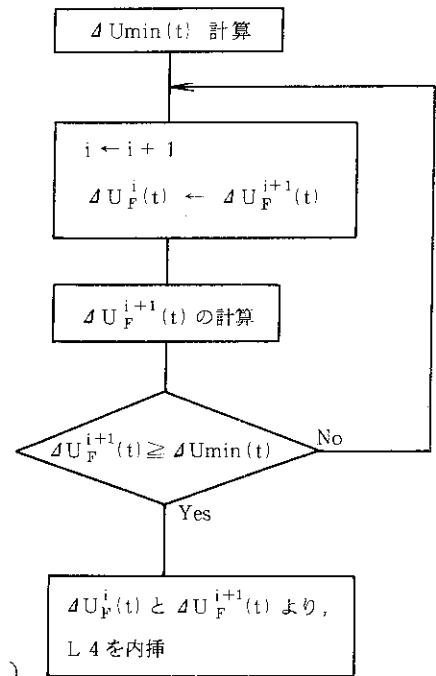 ΔUmin(t) 計算
i ← i + 1
ΔU_F^i(t) ← ΔU_F^{i+1}(t)
ΔU_F^{i+1}(t) の計算
ΔU_F^{i+1}(t) ≧ ΔUmin(t)
No
Yes
ΔU_F^i(t) と ΔU_F^{i+1}(t) より,
L 4 を内挿
)